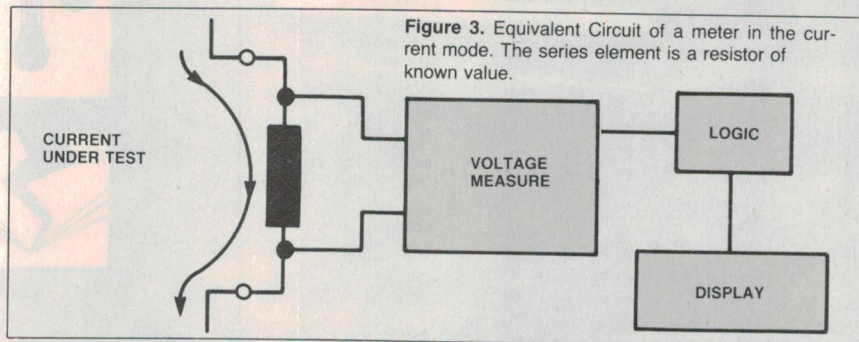 Figure 3. Equivalent Circuit of a meter in the cur-
rent mode. The series element is a resistor of
known value.
CURRENT
UNDER TEST
VOLTAGE
MEASURE
LOGIC
DISPLAY